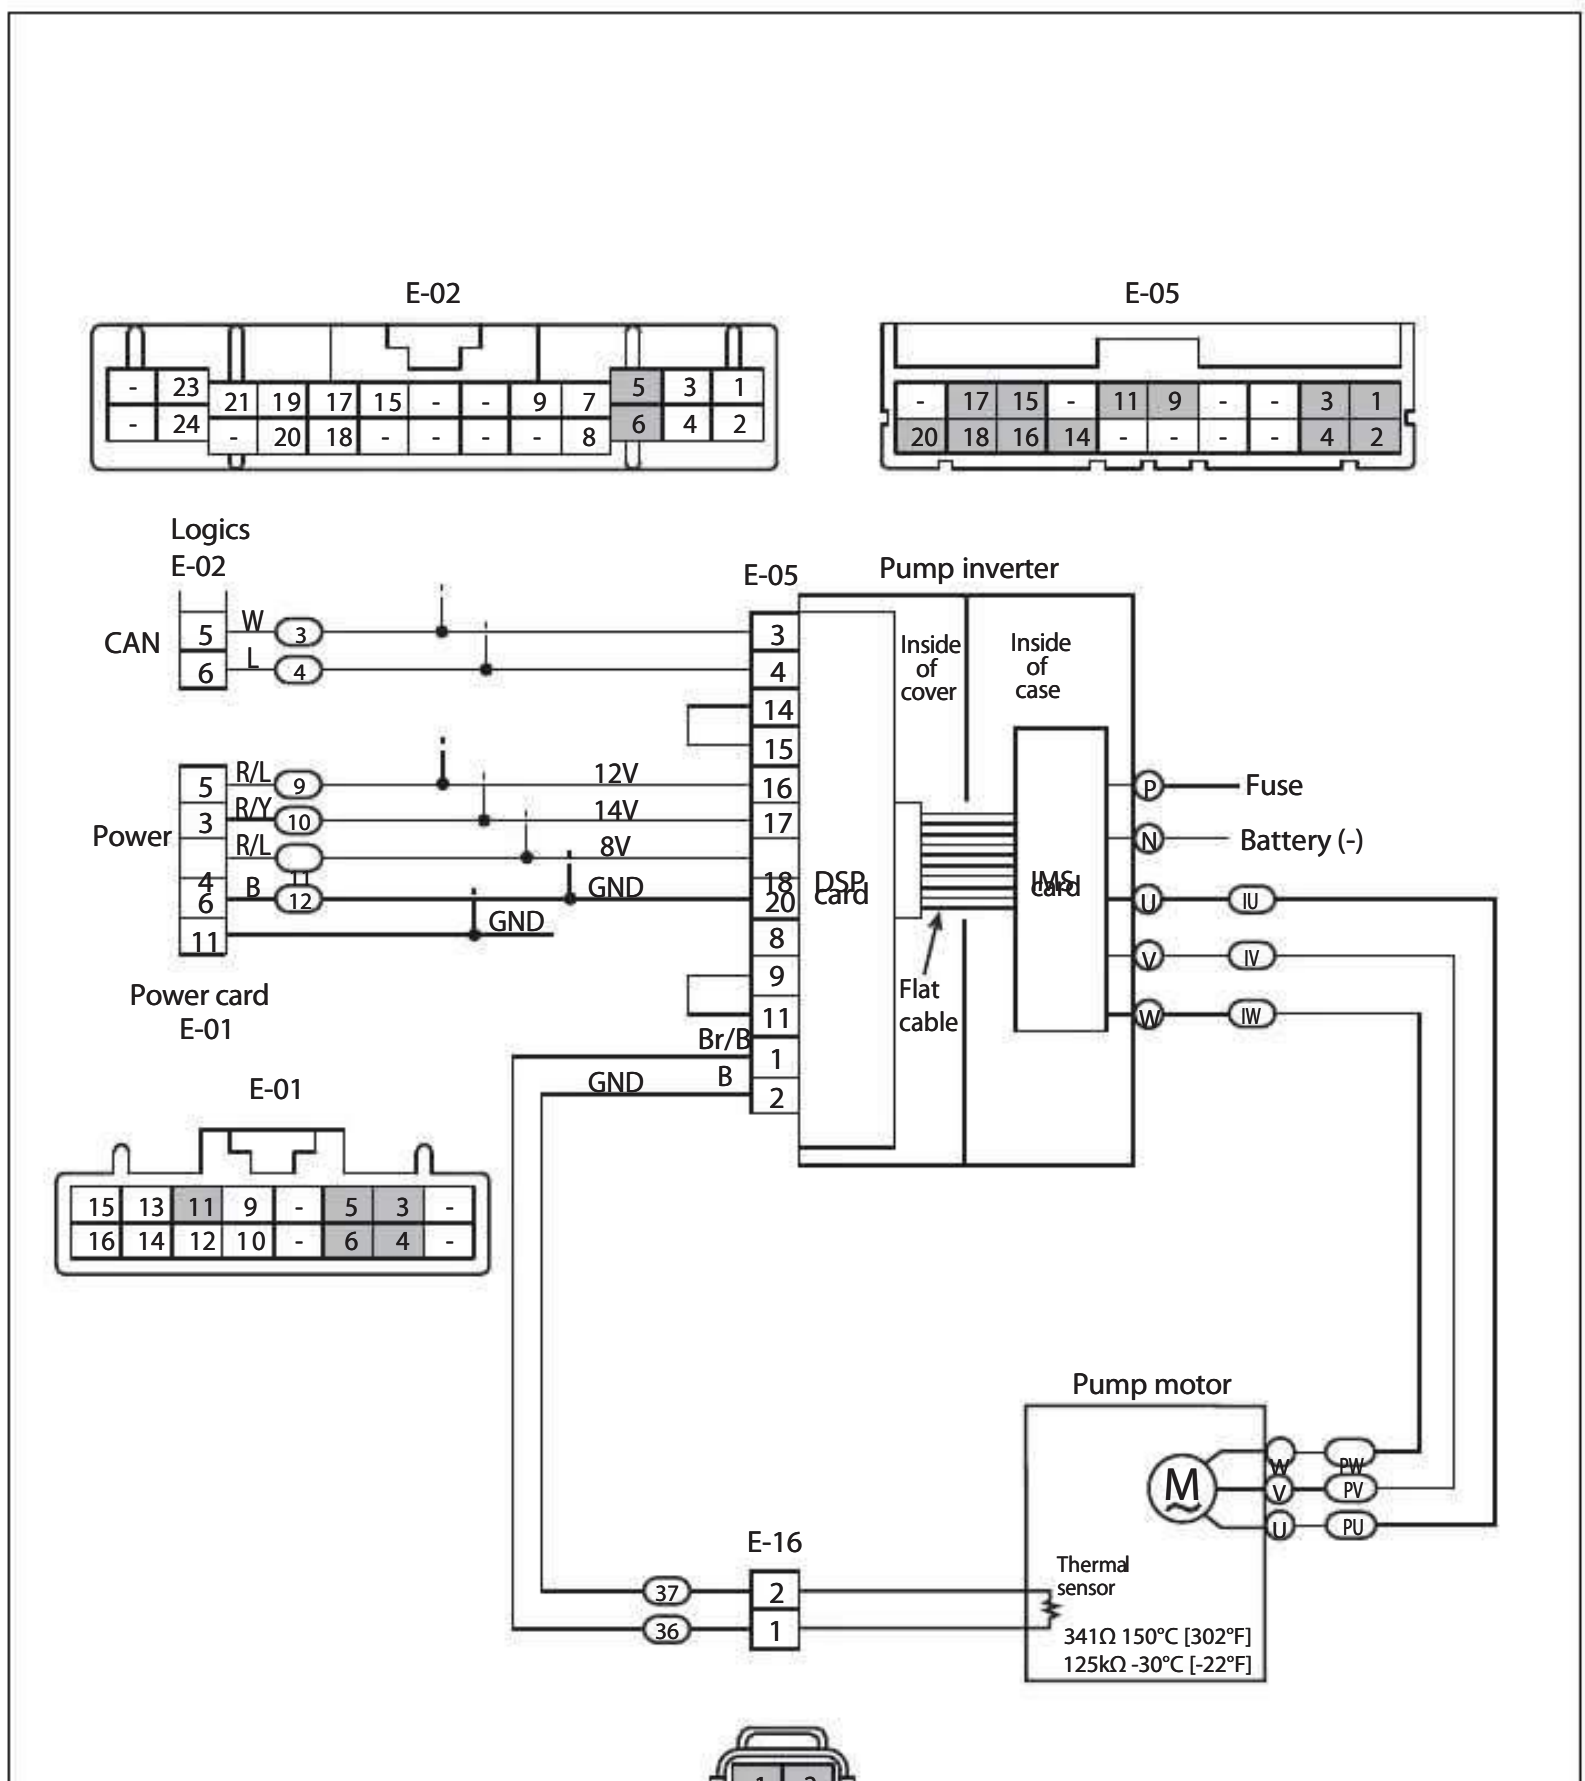 E-02
E-05
- 23 21 19 17 15 - - 9 7 5 3 1
- 24 - 20 18 - - - - 8 6 4 2
- 17 15 - 11 9 - - 3 1
20 18 16 14 - - - - 4 2
Logics
E-02
CAN
5 W 3
6 L 4
E-05
Pump inverter
3
4
14
15
Inside
of
cover
Inside
of
case
Power
5 R/L 9 12V 16
3 R/Y 10 14V 17
4 R/L 11 8V 18
6 B 12 GND 20
11 GND
8
9
11
Br/B 1
GND B 2
DSP
card
IMS
card
Flat
cable
P Fuse
N Battery (-)
U IU
V IV
W IW
Power card
E-01
E-01
15 13 11 9 - 5 3 -
16 14 12 10 - 6 4 -
Pump motor
M
W PW
V PV
U PU
E-16
37 2
36 1
Thermal
sensor
341Ω 150°C [302°F]
125kΩ -30°C [-22°F]
1 2